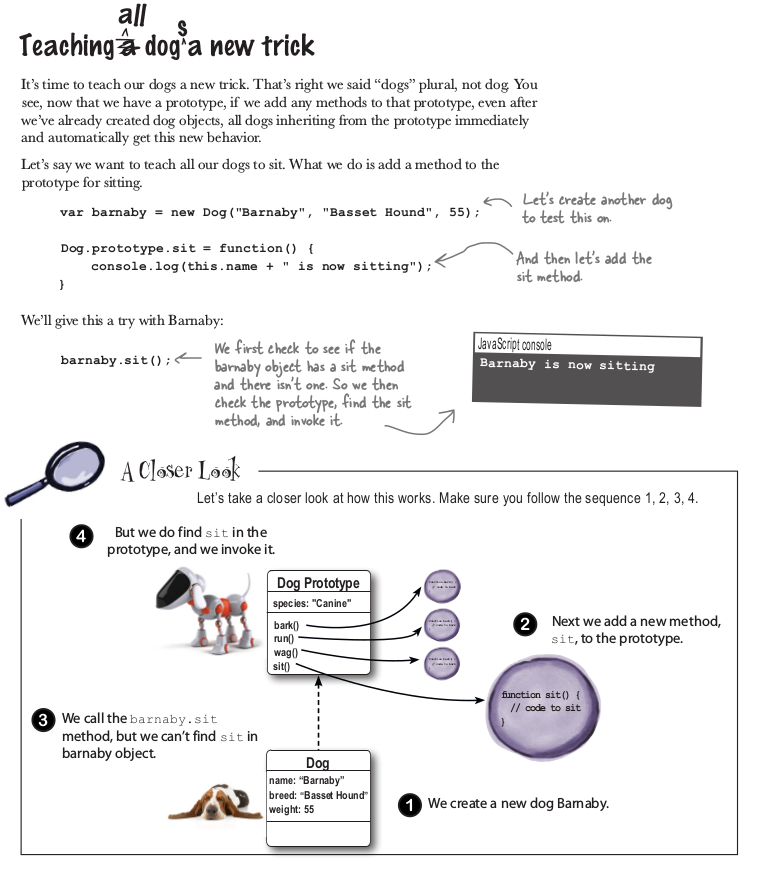 all
Teaching a dogs a new trick
It's time to teach our dogs a new trick. That's right we said “dogs” plural, not dog. You
see, now that we have a prototype, if we add any methods to that prototype, even after
we've already created dog objects, all dogs inheriting from the prototype immediately
and automatically get this new behavior.
Let's say we want to teach all our dogs to sit. What we do is add a method to the
prototype for sitting.
var barnaby = new Dog("Barnaby", "Basset Hound", 55);
Let's create another dog
to test this on.
Dog.prototype.sit = function() {
console.log(this.name + " is now sitting");
}
And then let's add the
sit method.
We'll give this a try with Barnaby:
barnaby.sit();
We first check to see if the
barnaby object has a sit method
and there isn't one. So we then
check the prototype, find the sit
method, and invoke it.
JavaScript console
Barnaby is now sitting
A Closer Look
Let's take a closer look at how this works. Make sure you follow the sequence 1, 2, 3, 4.
4 But we do find sit in the
prototype, and we invoke it.
Dog Prototype
species: "Canine"
bark()
run()
wag()
sit()
2 Next we add a new method,
sit, to the prototype.
function sit() {
// code to sit
}
3 We call the barnaby.sit
method, but we can't find sit in
barnaby object.
Dog
name: “Barnaby”
breed: “Basset Hound”
weight: 55
1 We create a new dog Barnaby.